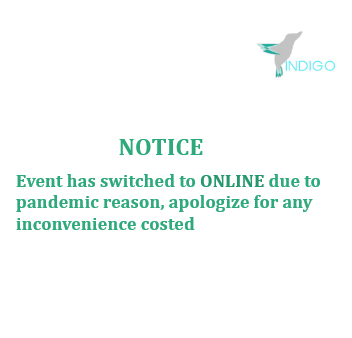 INDIGO
NOTICE
Event has switched to ONLINE due to
pandemic reason, apologize for any
inconvenience costed